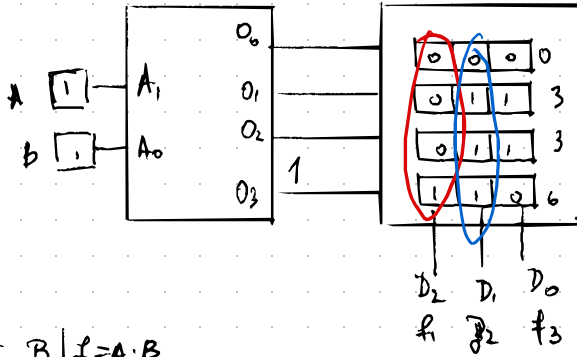 O₀
0 0 0 0
A 1 A₁ O₁ 0 1 1 3
O₂
B 1 A₀ 0 1 1 3
O₃ 1 1 1 0 6
D₂ D₁ D₀
f₁ f₂ f₃
B f=A·B